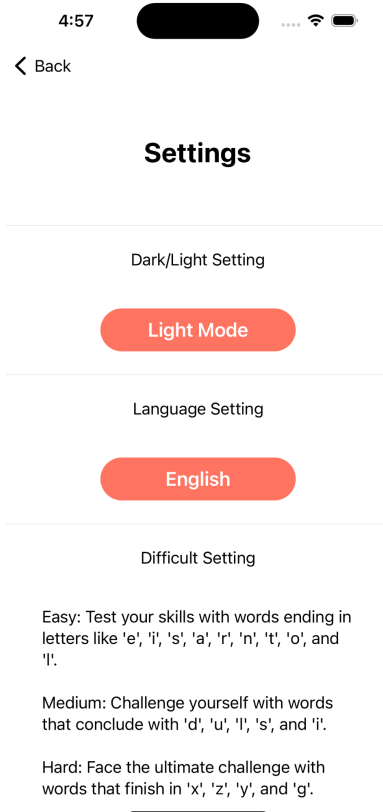 4:57
Back
Settings
Dark/Light Setting
Light Mode
Language Setting
English
Difficult Setting
Easy: Test your skills with words ending in
letters like 'e', 'i', 's', 'a', 'r', 'n', 't', 'o', and
'l'.
Medium: Challenge yourself with words
that conclude with 'd', 'u', 'l', 's', and 'i'.
Hard: Face the ultimate challenge with
words that finish in 'x', 'z', 'y', and 'g'.